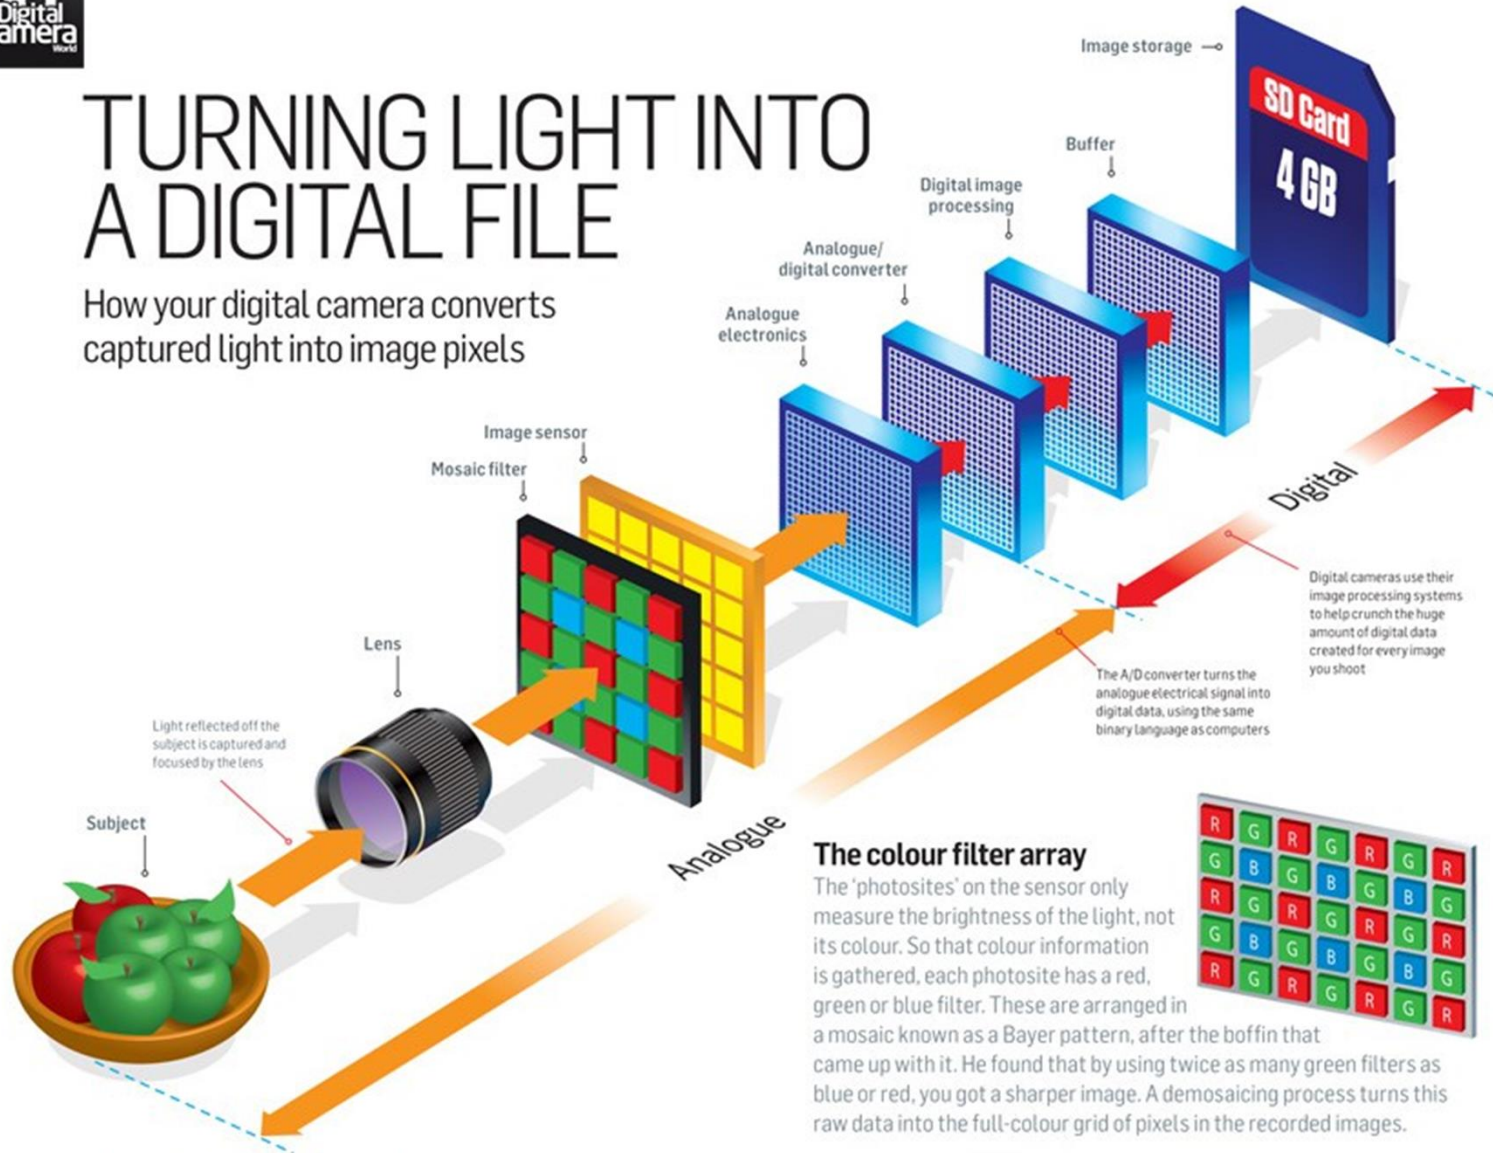 Digital
amera
World
TURNING LIGHT INTO
A DIGITAL FILE
How your digital camera converts
captured light into image pixels
Image storage
SD Card
4 GB
Buffer
Digital image
processing
Analogue/
digital converter
Analogue
electronics
Image sensor
Mosaic filter
Lens
Light reflected off the
subject is captured and
focused by the lens
Subject
Analogue
Digital
Digital cameras use their
image processing systems
to help crunch the huge
amount of digital data
created for every image
you shoot
The A/D converter turns the
analogue electrical signal into
digital data, using the same
binary language as computers
The colour filter array
The 'photosites' on the sensor only
measure the brightness of the light, not
its colour. So that colour information
is gathered, each photosite has a red,
green or blue filter. These are arranged in
a mosaic known as a Bayer pattern, after the boffin that
came up with it. He found that by using twice as many green filters as
blue or red, you got a sharper image. A demosaicing process turns this
raw data into the full-colour grid of pixels in the recorded images.
R G R G R G R
G B G B G B G
R G R G R G R
G B G B G B G
R G R G R G R